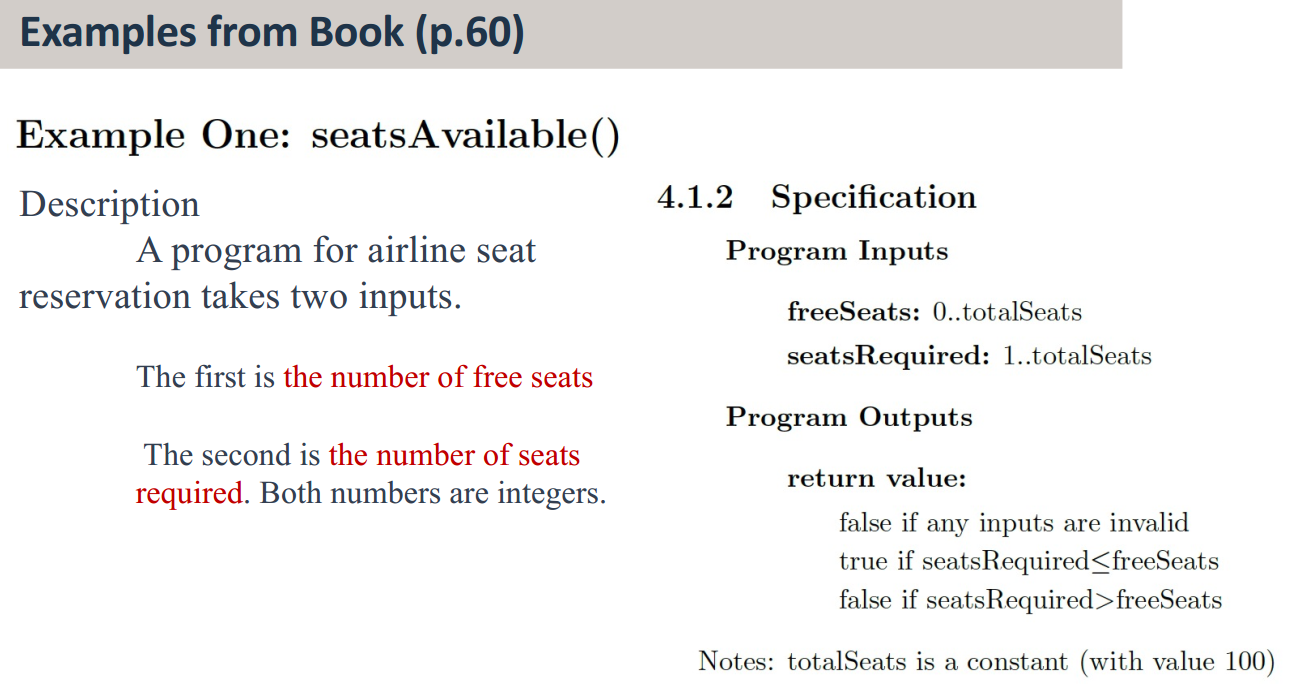 Examples from Book (p.60)
Example One: seatsAvailable()
Description
A program for airline seat
reservation takes two inputs.
The first is the number of free seats
The second is the number of seats
required. Both numbers are integers.
4.1.2 Specification
Program Inputs
freeSeats: 0..totalSeats
seatsRequired: 1..totalSeats
Program Outputs
return value:
false if any inputs are invalid
true if seatsRequired≤freeSeats
false if seatsRequired>freeSeats
Notes: totalSeats is a constant (with value 100)